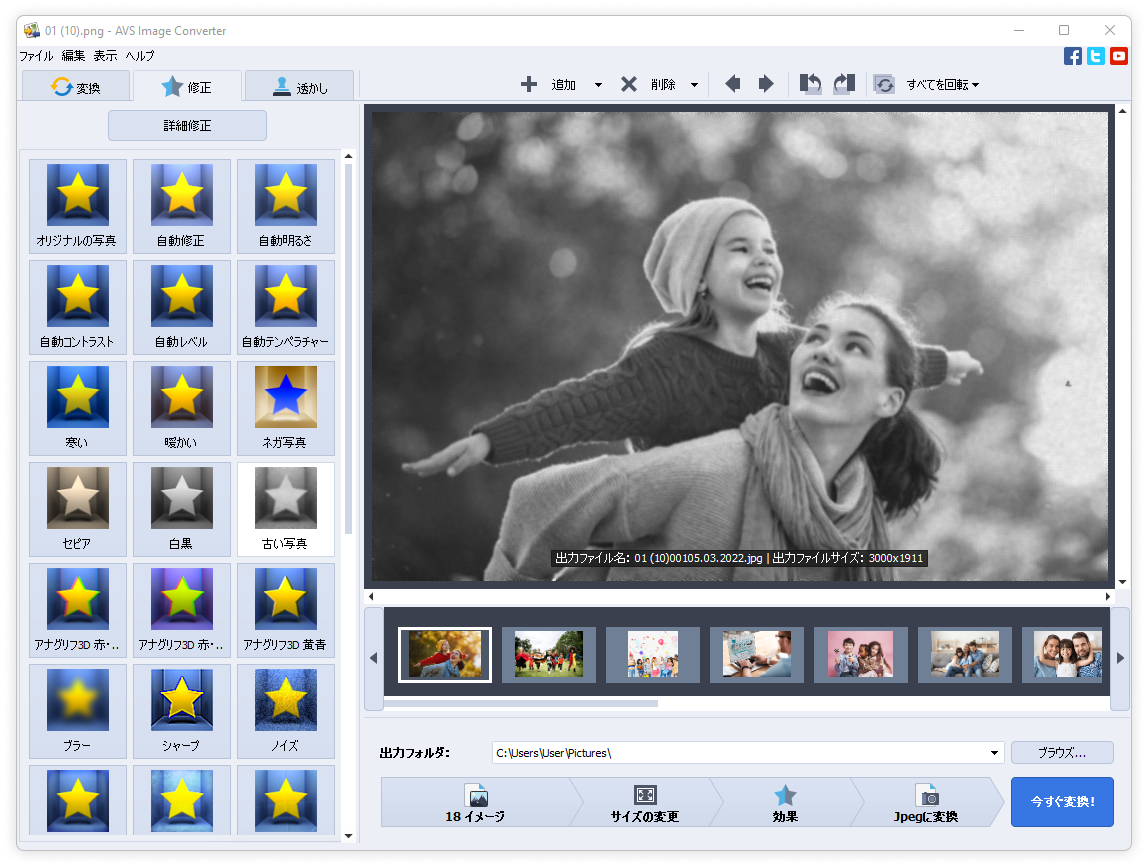 01 (10).png - AVS Image Converter
ファイル 編集 表示 ヘルプ
変換 修正 透かし
追加 削除 すべてを回転
詳細修正
オリジナルの写真 自動修正 自動明るさ
自動コントラスト 自動レベル 自動テンペラチャー
寒い 暖かい ネガ写真
セピア 白黒 古い写真
アナグリフ3D 赤・.. アナグリフ3D 赤・.. アナグリフ3D 黄青
ブラー シャープ ノイズ
出力ファイル名: 01 (10)00105.03.2022.jpg | 出力ファイルサイズ: 3000x1911
出力フォルダ: C:\Users\User\Pictures\ ブラウズ...
18 イメージ サイズの変更 効果 Jpegに変換 今すぐ変換!